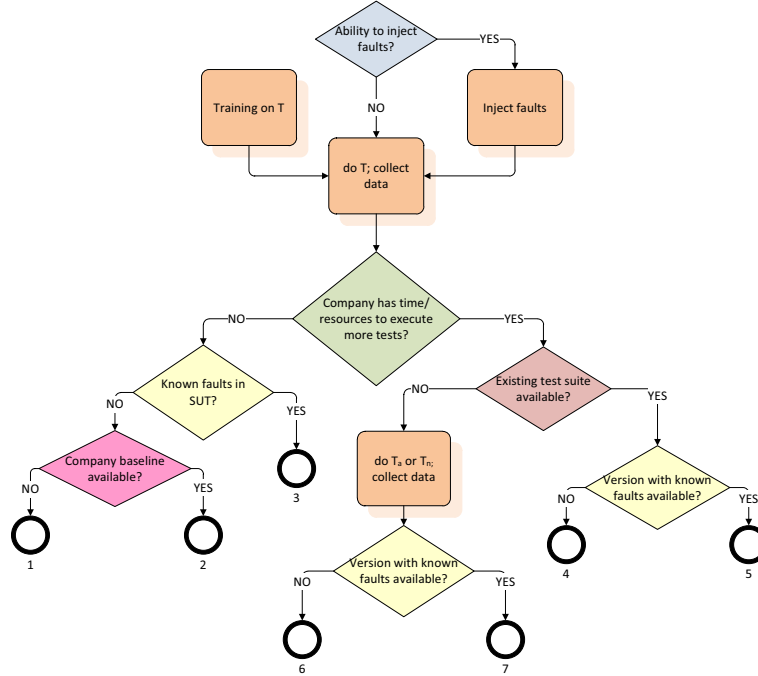 Ability to inject
faults?
YES
Training on T
NO
Inject faults
do T; collect
data
Company has time/
resources to execute
more tests?
NO
YES
Known faults in
SUT?
Existing test suite
available?
NO
YES
NO
YES
Company baseline
available?
do Tₐ or Tₙ;
collect data
Version with known
faults available?
NO
YES
3
NO
YES
1
2
Version with known
faults available?
4
5
NO
YES
6
7